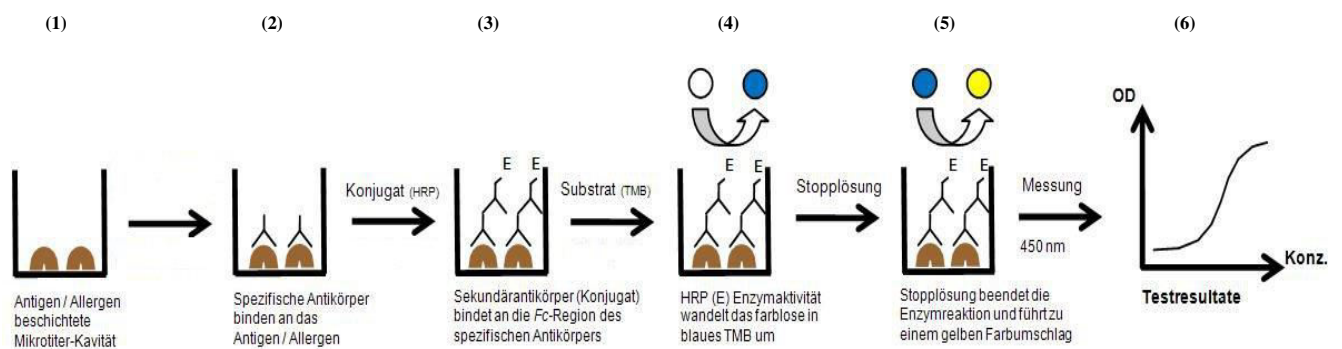 (1)
(2)
(3)
(4)
(5)
(6)
OD
E E
E E
E E
Konjugat (HRP)
Substrat (TMB)
Stopplösung
Messung
450 nm
Konz.
Antigen / Allergen
beschichtete
Mikrotiter-Kavität
Spezifische Antikörper
binden an das
Antigen / Allergen
Sekundärantikörper (Konjugat)
bindet an die Fc-Region des
spezifischen Antikörpers
HRP (E) Enzymaktivität
wandelt das farblose in
blaues TMB um
Stopplösung beendet die
Enzymreaktion und führt zu
einem gelben Farbumschlag
Testresultate